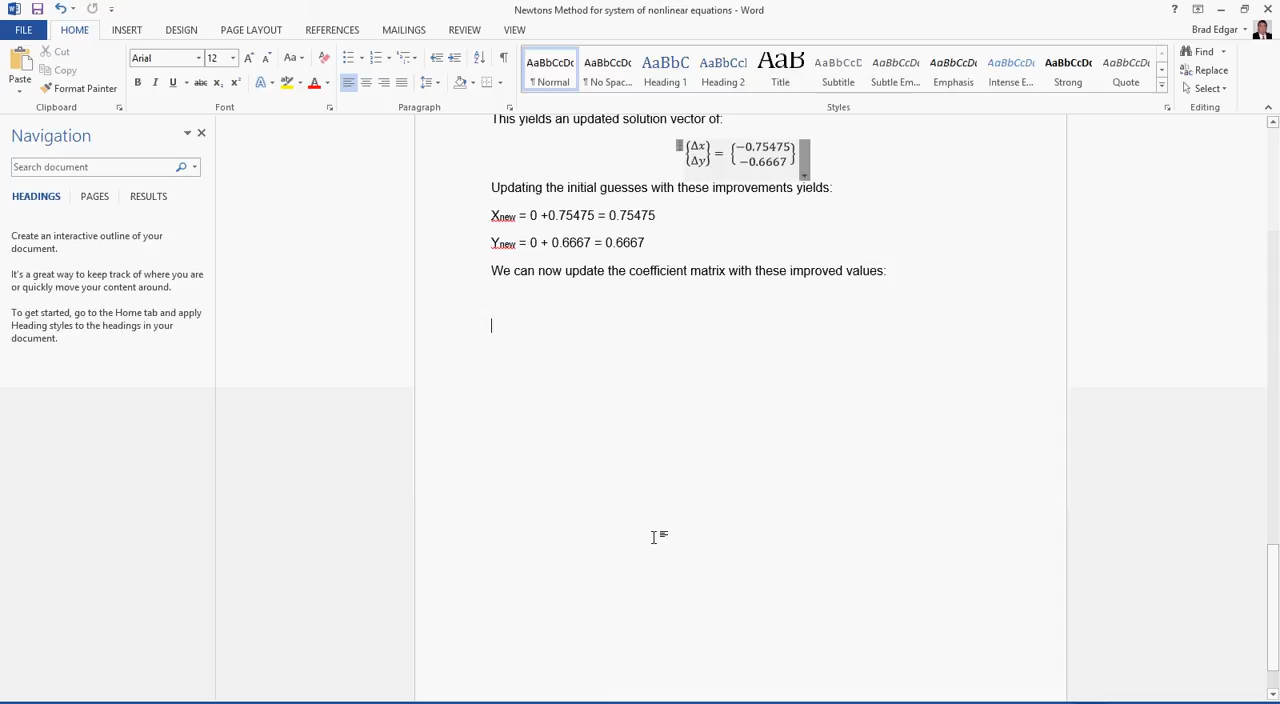 Newtons Method for system of nonlinear equations - Word
? Brad Edgar
FILE HOME INSERT DESIGN PAGE LAYOUT REFERENCES MAILINGS REVIEW VIEW
Paste Cut Copy Format Painter
Clipboard
Arial 12 Aa
B I U abc x₂ x² A ab A
Font
Paragraph
AaBbCcDc AaBbCcDc AaBbC AaBbCcl AaB AaBbCcC AaBbCcDc AaBbCcDc AaBbCcDc AaBbCcDc AaBbCcDc
¶ Normal ¶ No Spac... Heading 1 Heading 2 Title Subtitle Subtle Em... Emphasis Intense E... Strong Quote
Styles
Find
Replace
Select
Editing
Navigation
Search document
HEADINGS PAGES RESULTS
Create an interactive outline of your
document.
It's a great way to keep track of where you are
or quickly move your content around.
To get started, go to the Home tab and apply
Heading styles to the headings in your
document.
This yields an updated solution vector of:
{Δx Δy} = {−0.75475 −0.6667}
Updating the initial guesses with these improvements yields:
Xnew = 0 +0.75475 = 0.75475
Ynew = 0 + 0.6667 = 0.6667
We can now update the coefficient matrix with these improved values: